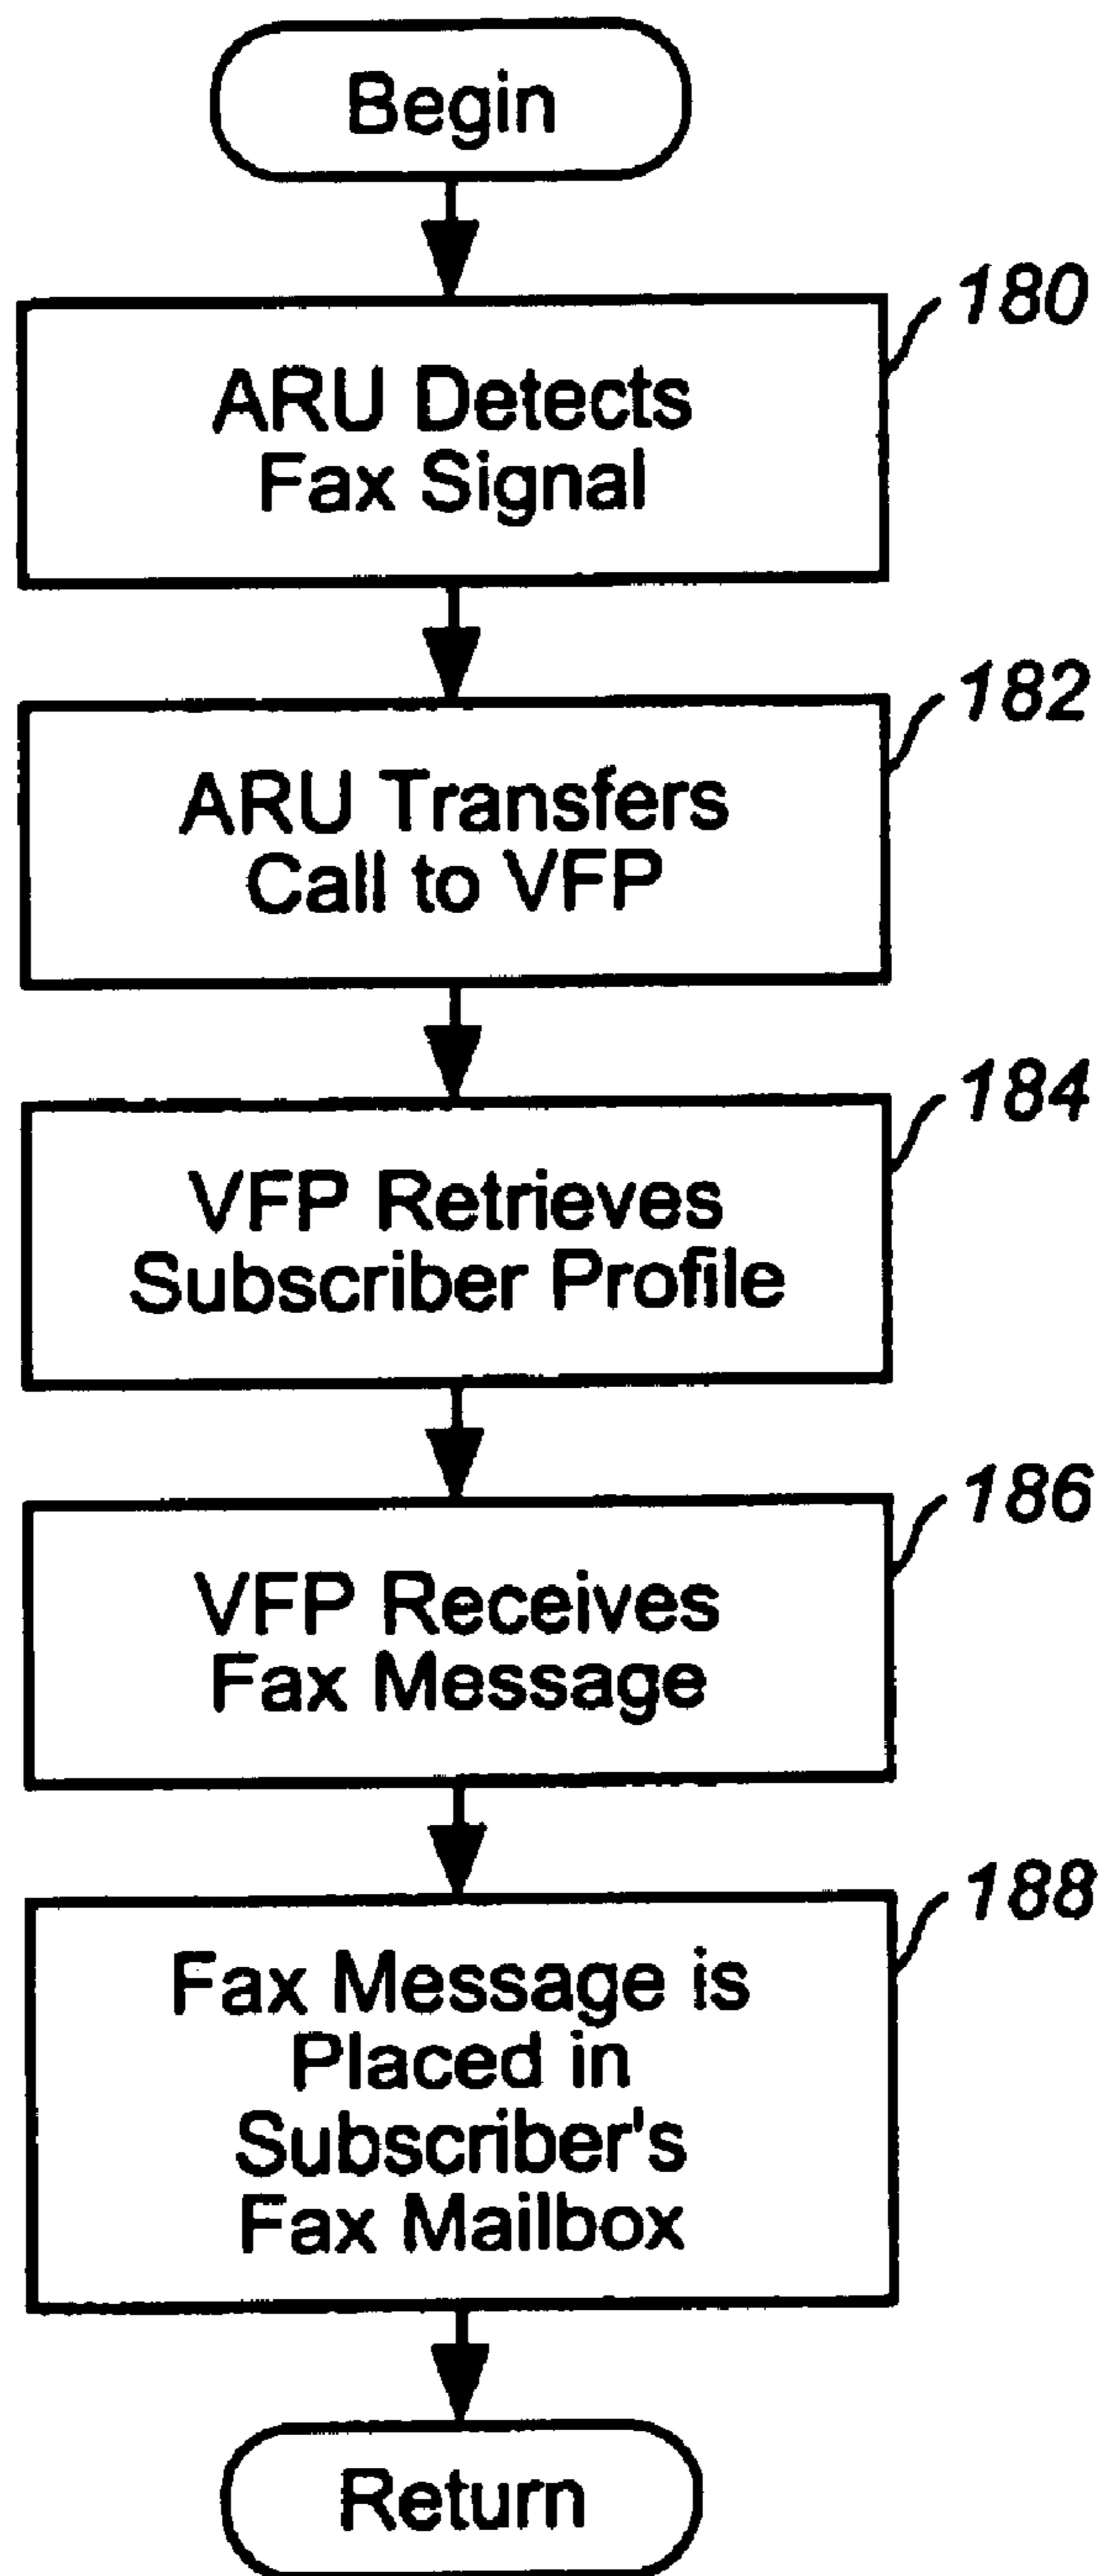 Begin
180
ARU Detects
Fax Signal
182
ARU Transfers
Call to VFP
184
VFP Retrieves
Subscriber Profile
186
VFP Receives
Fax Message
188
Fax Message is
Placed in
Subscriber's
Fax Mailbox
Return